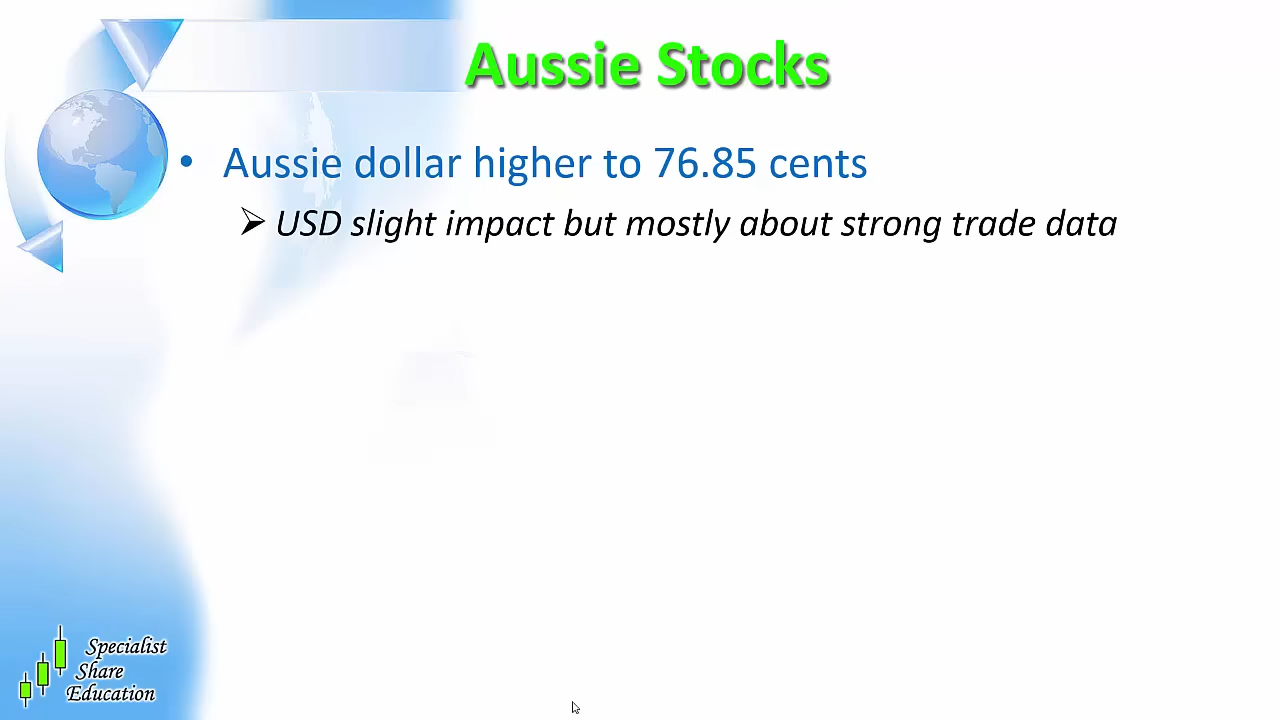 Aussie Stocks
• Aussie dollar higher to 76.85 cents
➢ USD slight impact but mostly about strong trade data
Specialist
Share
Education